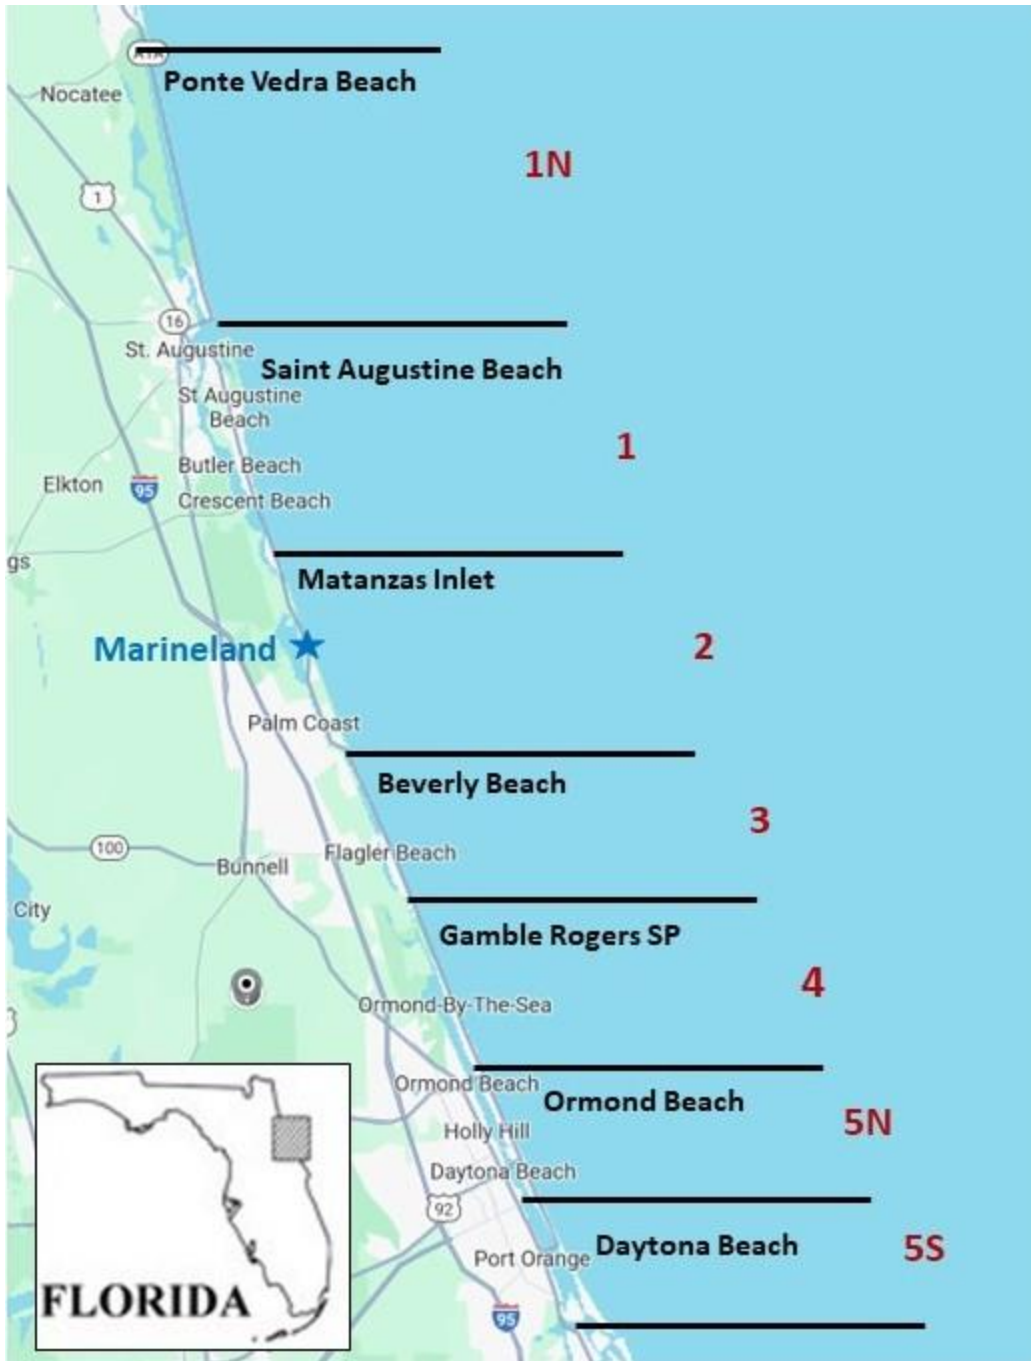 A1A
Ponte Vedra Beach
Nocatee
1N
1
16
St. Augustine
Saint Augustine Beach
St Augustine
Beach
1
Butler Beach
Elkton
95
Crescent Beach
gs
Matanzas Inlet
Marineland
2
Palm Coast
Beverly Beach
3
100
Flagler Beach
Bunnell
City
Gamble Rogers SP
4
Ormond-By-The-Sea
Ormond Beach
Ormond Beach
5N
Holly Hill
Daytona Beach
92
Port Orange
Daytona Beach
5S
95
FLORIDA